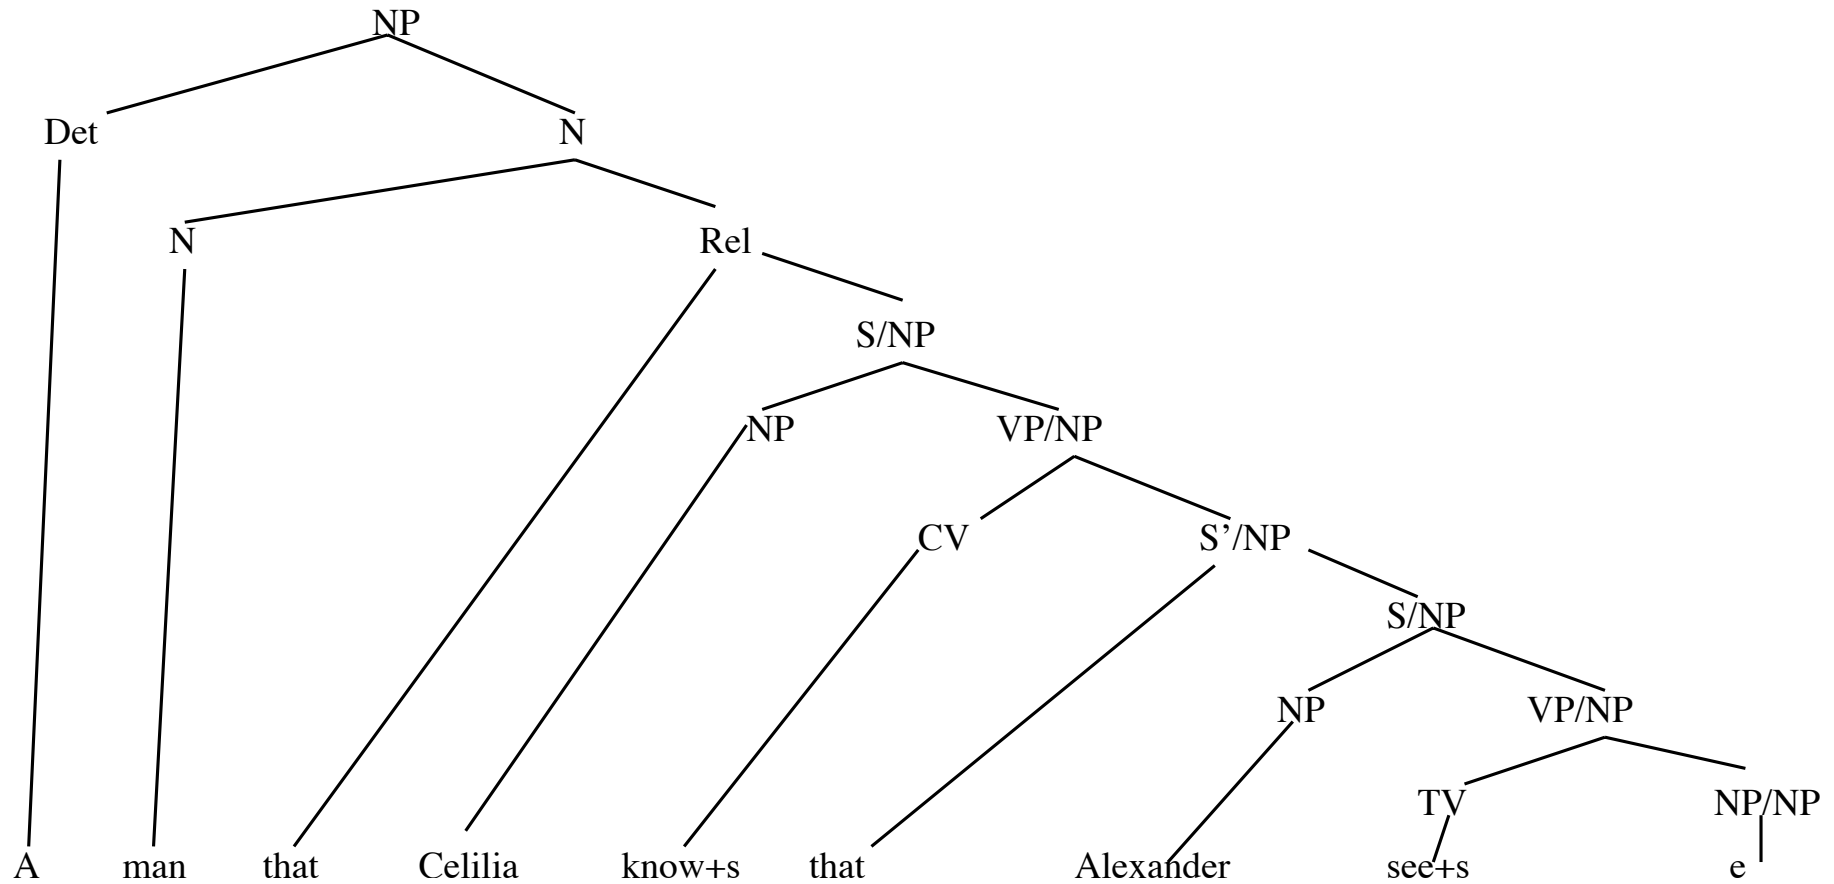 NP
Det N
N Rel
S/NP
NP VP/NP
CV S’/NP
S/NP
NP VP/NP
TV NP/NP
A man that Celilia know+s that Alexander see+s e